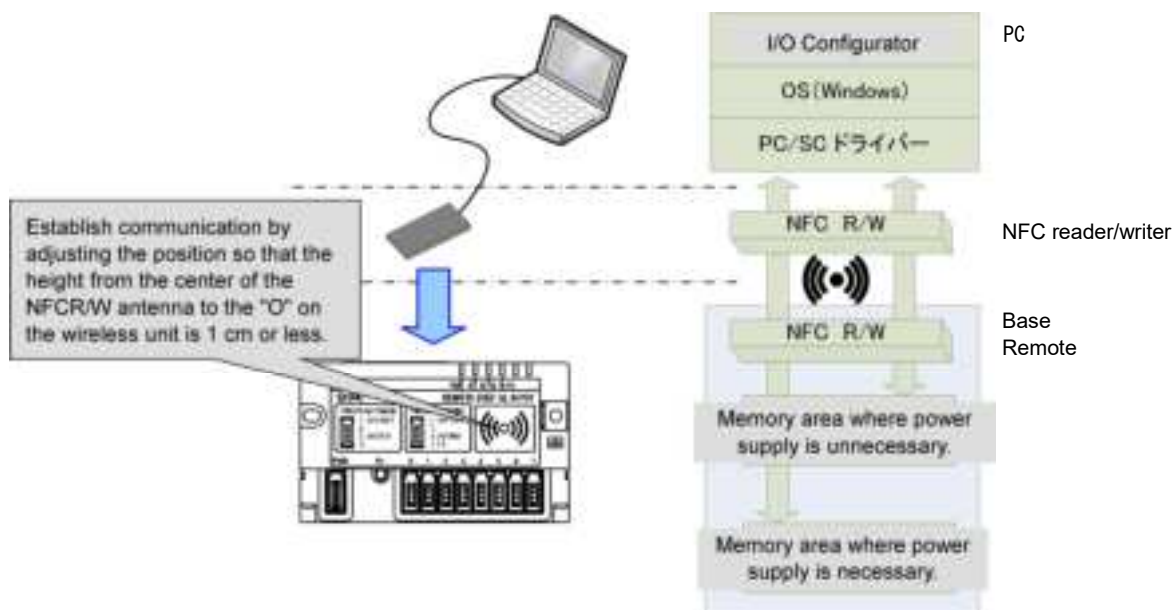 I/O Configurator
PC
OS(Windows)
PC/SC ドライバー
Establish communication by
adjusting the position so that the
height from the center of the
NFCR/W antenna to the "O" on
the wireless unit is 1 cm or less.
NFC R/W
NFC reader/writer
NFC R/W
Base
Remote
Memory area where power
supply is unnecessary.
Memory area where power
supply is necessary.